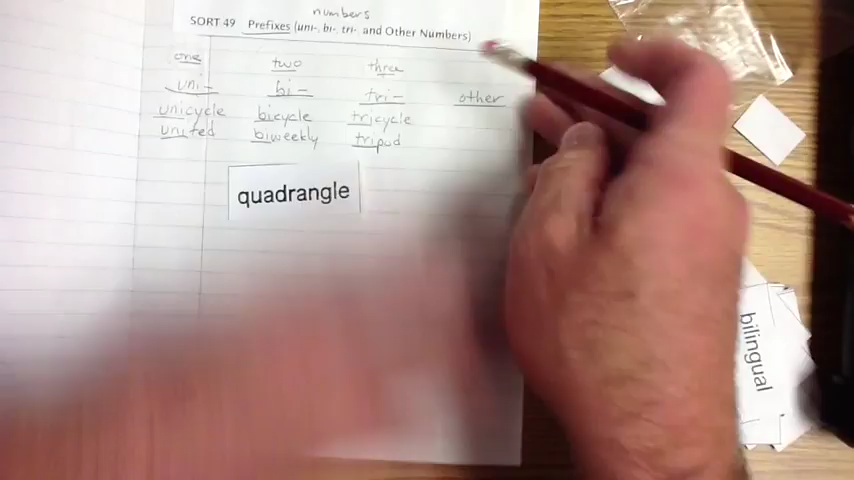 numbers
SORT 49 Prefixes (uni-, bi-, tri-, and Other Numbers)
one two three
uni- bi- tri- other
unicycle bicycle tricycle
united biweekly tripod
quadrangle
bilingual